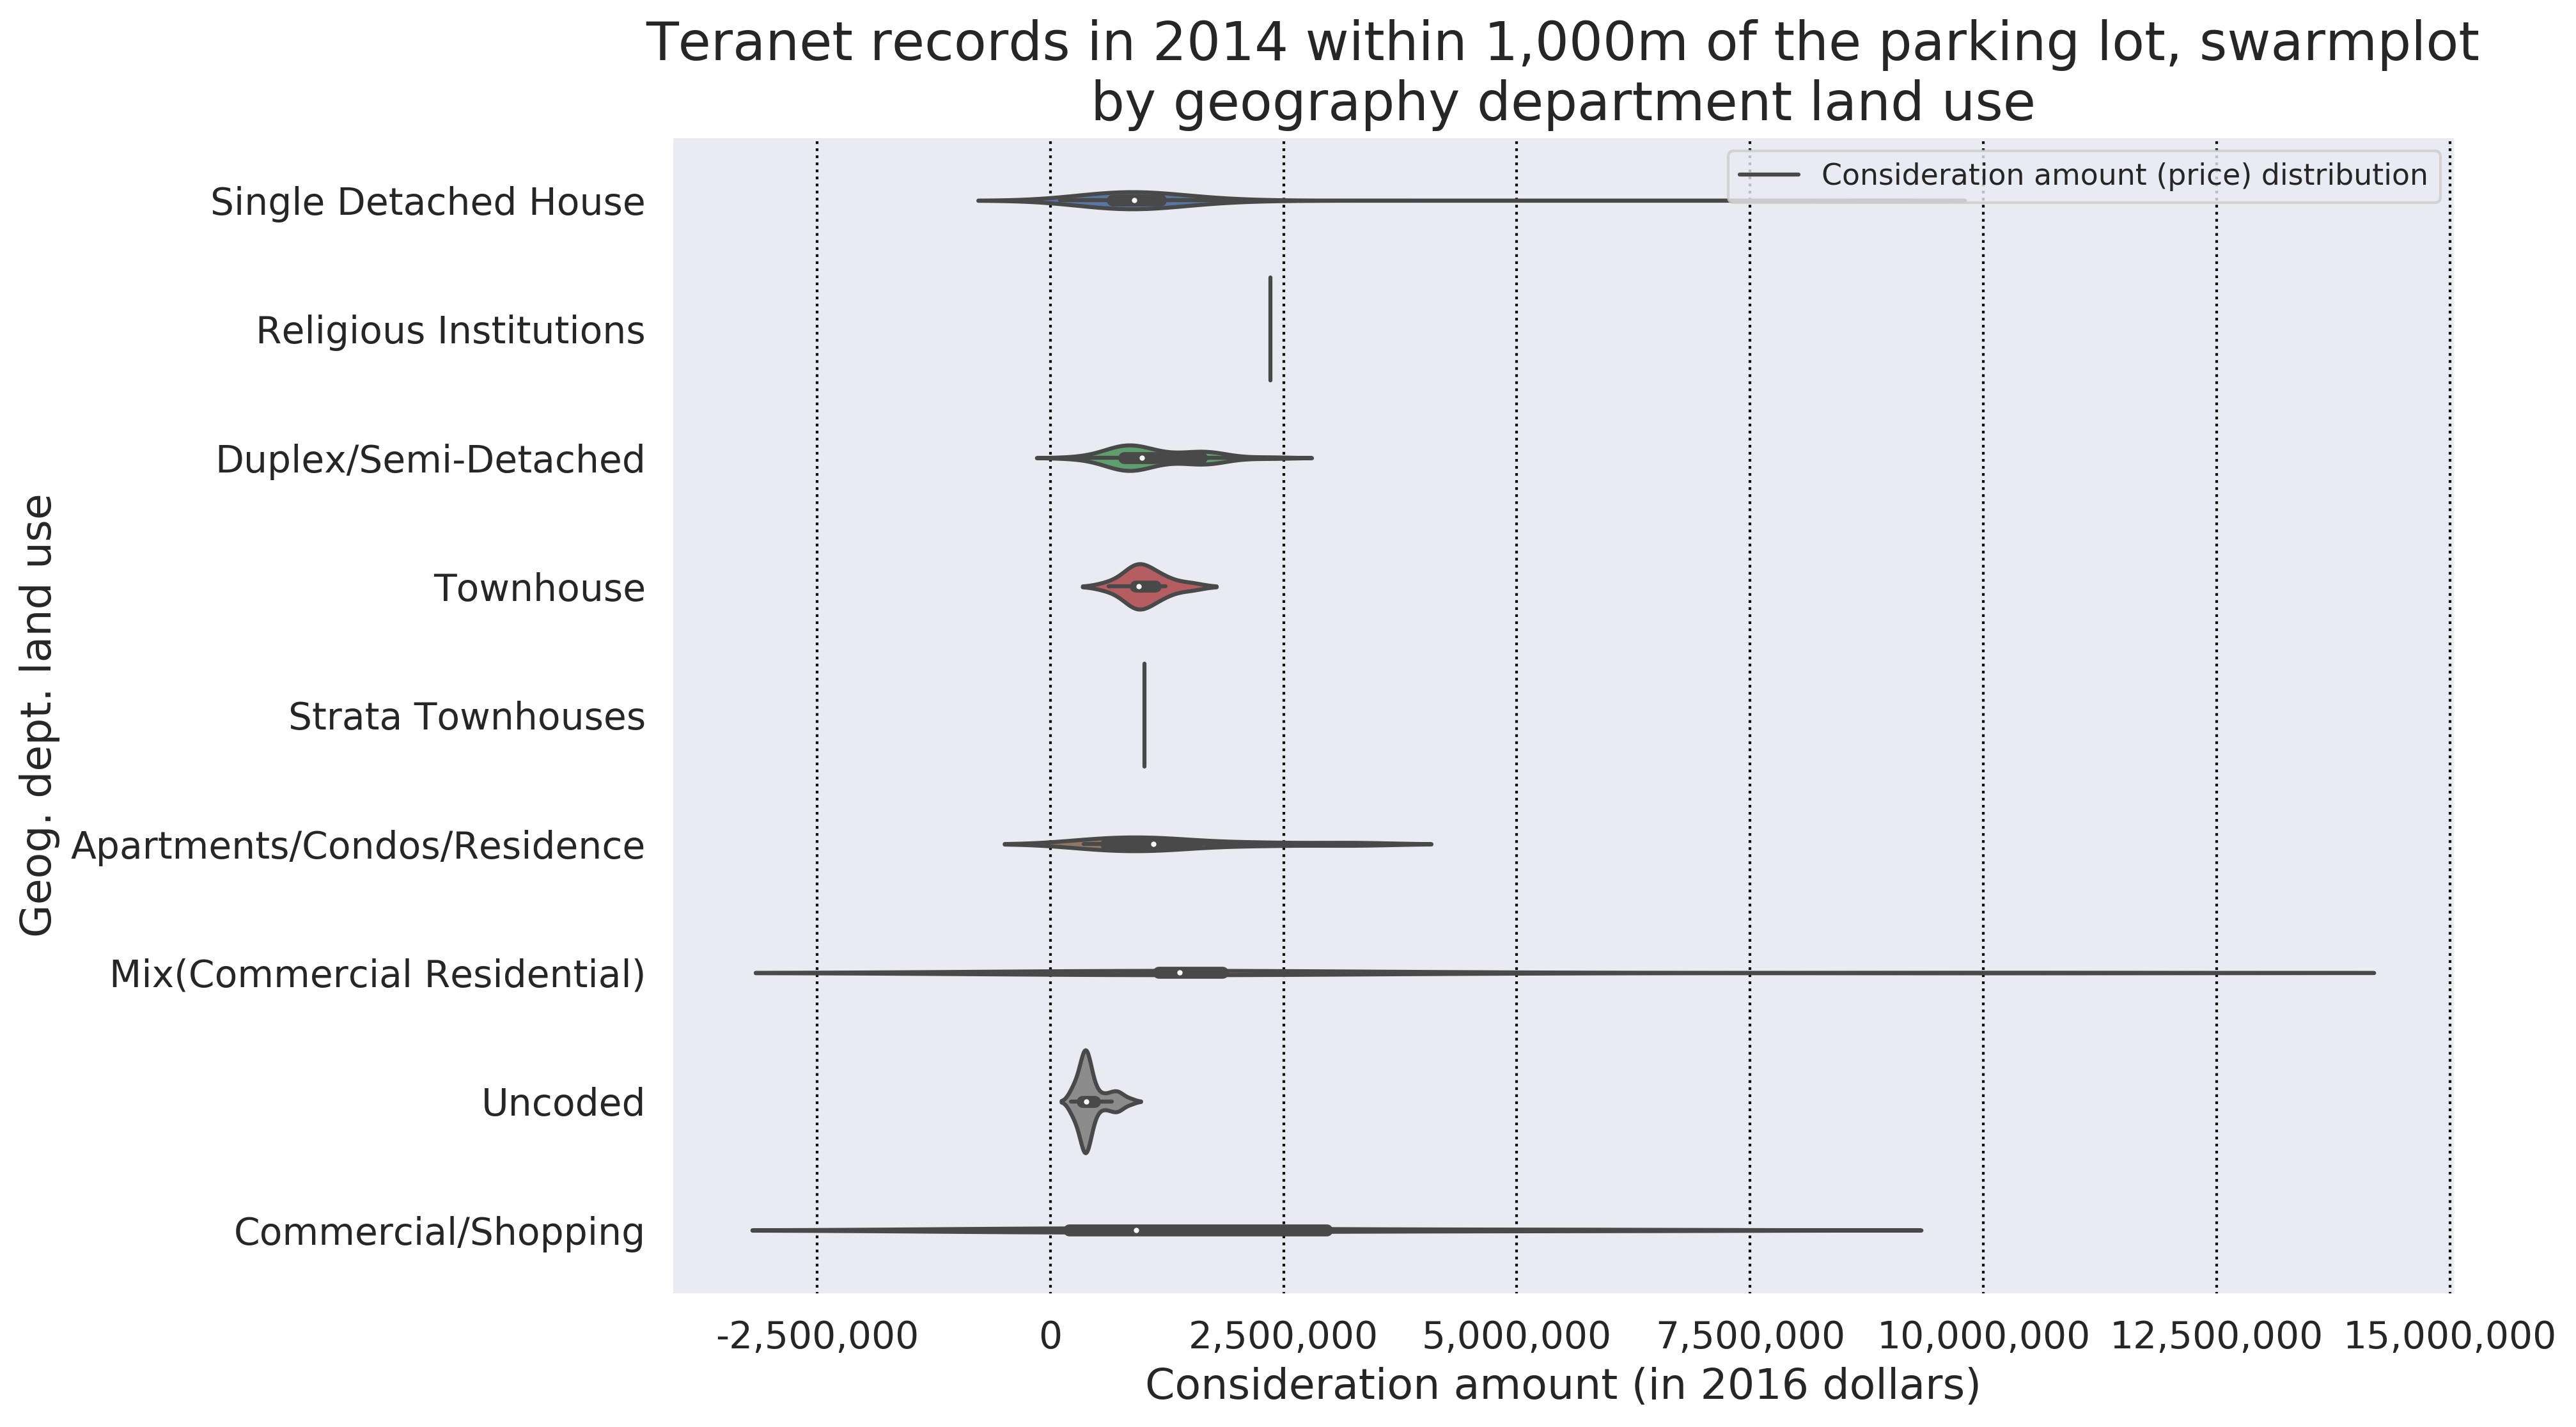 Teranet records in 2014 within 1,000m of the parking lot, swarmplot
by geography department land use
Consideration amount (price) distribution
Geog. dept. land use
Single Detached House
Religious Institutions
Duplex/Semi-Detached
Townhouse
Strata Townhouses
Apartments/Condos/Residence
Mix(Commercial Residential)
Uncoded
Commercial/Shopping
-2,500,000 0 2,500,000 5,000,000 7,500,000 10,000,000 12,500,000 15,000,000
Consideration amount (in 2016 dollars)